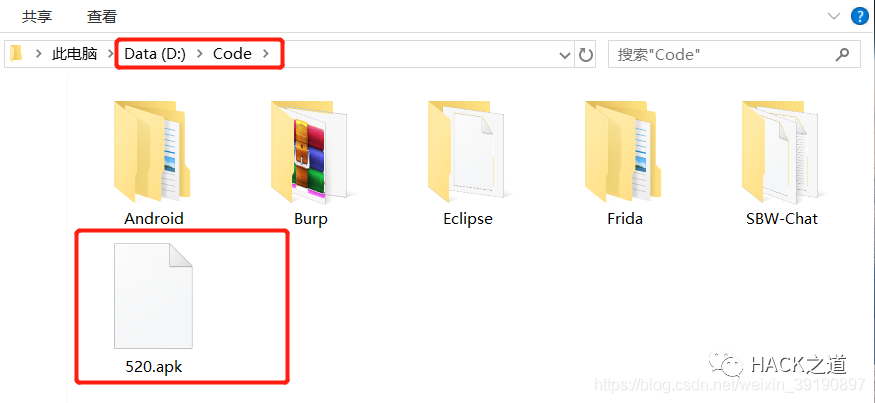 共享 查看
此电脑 Data (D:) Code 搜索"Code"
Android Burp Eclipse Frida SBW-Chat
520.apk
HACK之道
https://blog.csdn.net/weixin_39190897